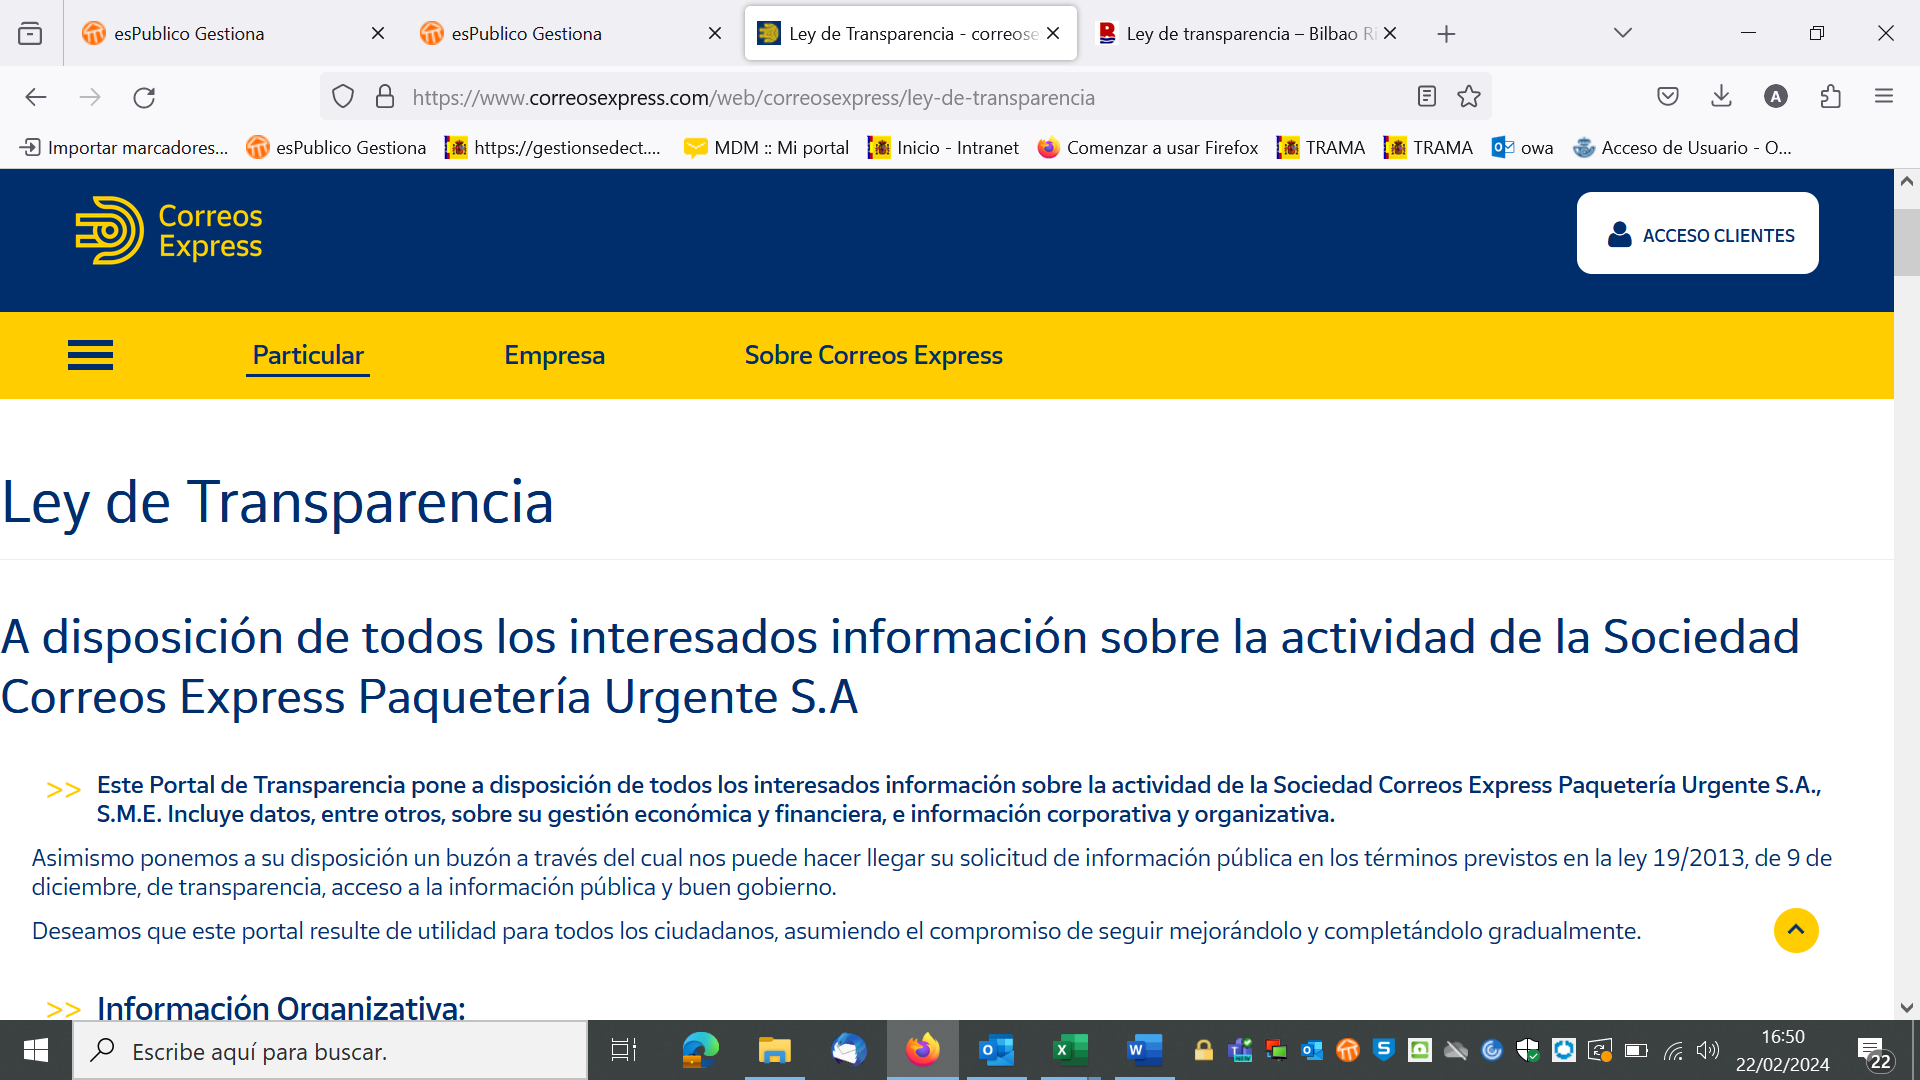 esPublico Gestiona
esPublico Gestiona
Ley de Transparencia - correose
Ley de transparencia – Bilbao Ri
https://www.correosexpress.com/web/correosexpress/ley-de-transparencia
A
Importar marcadores...
esPublico Gestiona
https://gestionsedect....
MDM :: Mi portal
Inicio - Intranet
Comenzar a usar Firefox
TRAMA
TRAMA
owa
Acceso de Usuario - O...
Correos
Express
ACCESO CLIENTES
Particular
Empresa
Sobre Correos Express
Ley de Transparencia
A disposición de todos los interesados información sobre la actividad de la Sociedad
Correos Express Paquetería Urgente S.A
>> Este Portal de Transparencia pone a disposición de todos los interesados información sobre la actividad de la Sociedad Correos Express Paquetería Urgente S.A.,
S.M.E. Incluye datos, entre otros, sobre su gestión económica y financiera, e información corporativa y organizativa.
Asimismo ponemos a su disposición un buzón a través del cual nos puede hacer llegar su solicitud de información pública en los términos previstos en la ley 19/2013, de 9 de
diciembre, de transparencia, acceso a la información pública y buen gobierno.
Deseamos que este portal resulte de utilidad para todos los ciudadanos, asumiendo el compromiso de seguir mejorándolo y completándolo gradualmente.
>> Información Organizativa:
Escribe aquí para buscar.
16:50
22/02/2024
22